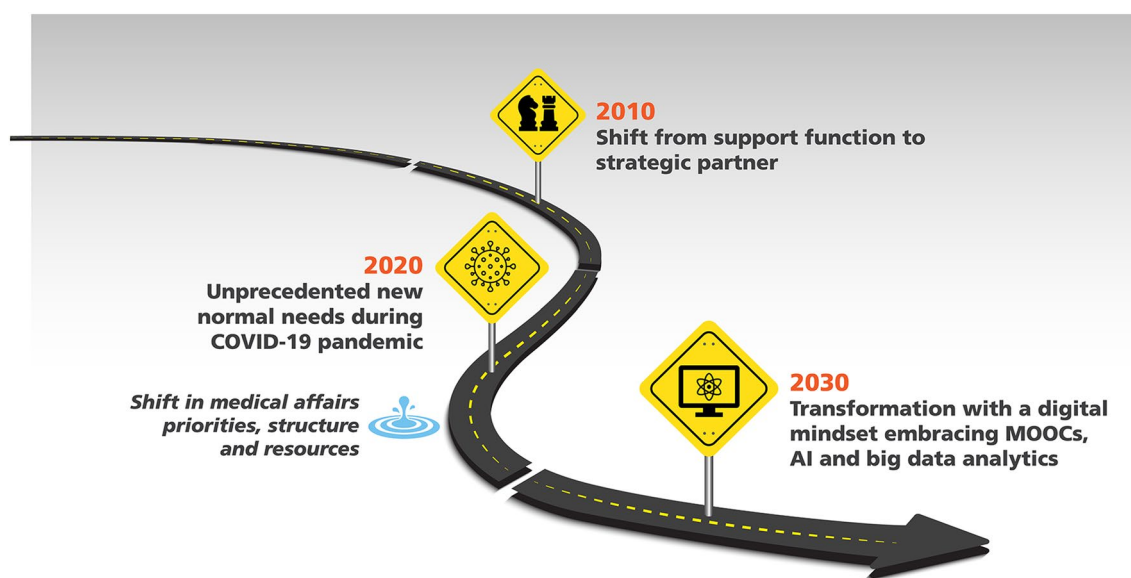 2010
Shift from support function to
strategic partner
2020
Unprecedented new
normal needs during
COVID-19 pandemic
Shift in medical affairs
priorities, structure
and resources
2030
Transformation with a digital
mindset embracing MOOCs,
AI and big data analytics